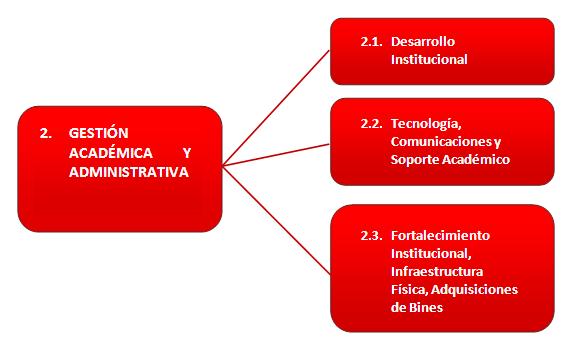 2. GESTIÓN
ACADÉMICA Y
ADMINISTRATIVA
2.1. Desarrollo
Institucional
2.2. Tecnología,
Comunicaciones y
Soporte Académico
2.3. Fortalecimiento
Institucional,
Infraestructura
Física, Adquisiciones
de Bines